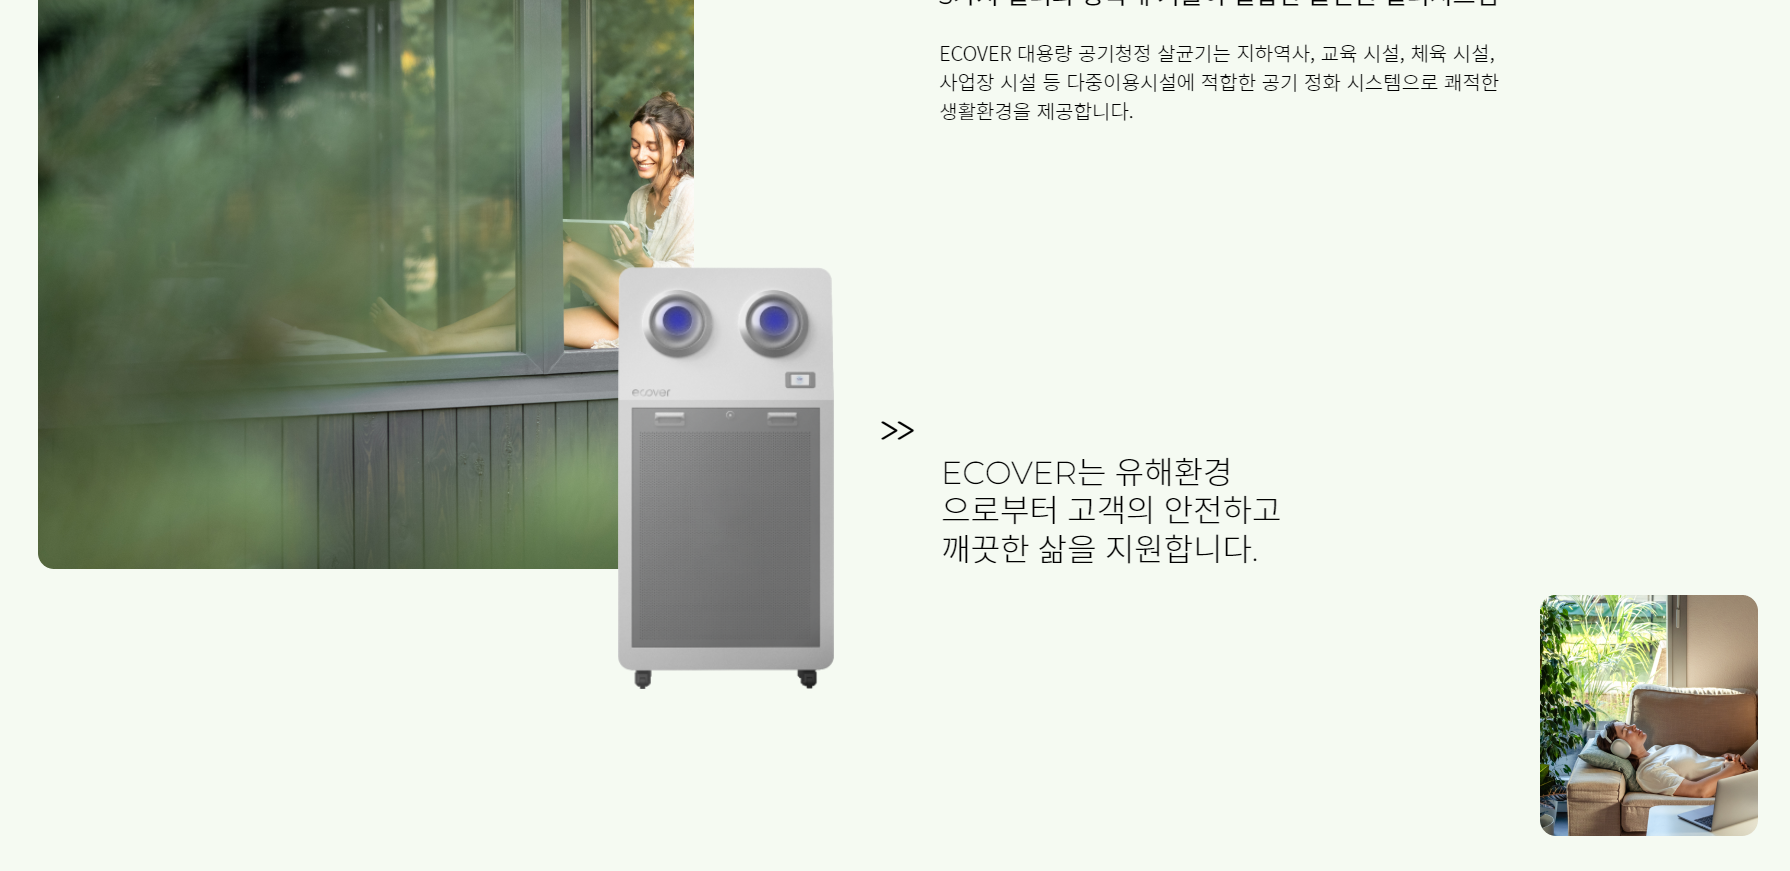 ECOVER 대용량 공기청정 살균기는 지하역사, 교육 시설, 체육 시설,
사업장 시설 등 다중이용시설에 적합한 공기 정화 시스템으로 쾌적한
생활환경을 제공합니다.
ecover
>>
ECOVER는 유해환경
으로부터 고객의 안전하고
깨끗한 삶을 지원합니다.